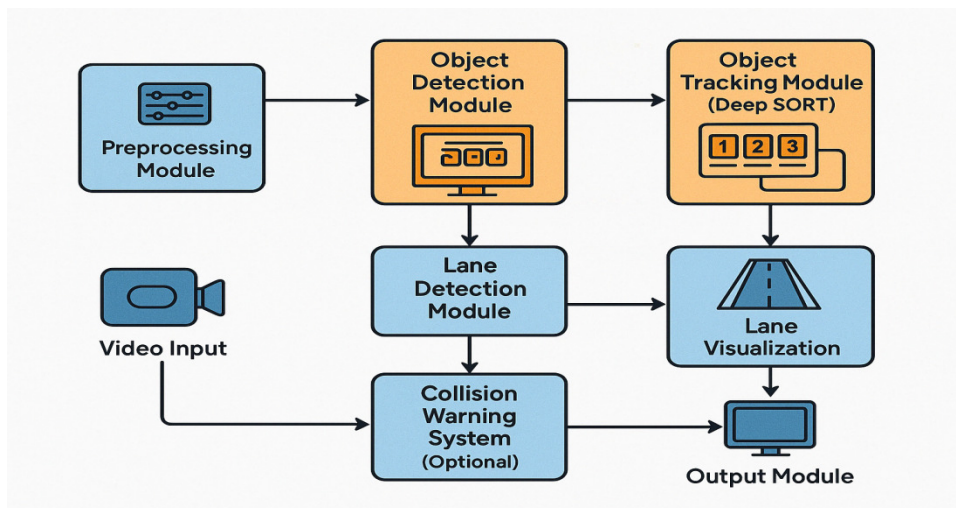 Preprocessing
Module
Object
Detection
Module
Object
Tracking Module
(Deep SORT)
1 2 3
Video Input
Lane
Detection
Module
Lane
Visualization
Collision
Warning
System
(Optional)
Output Module